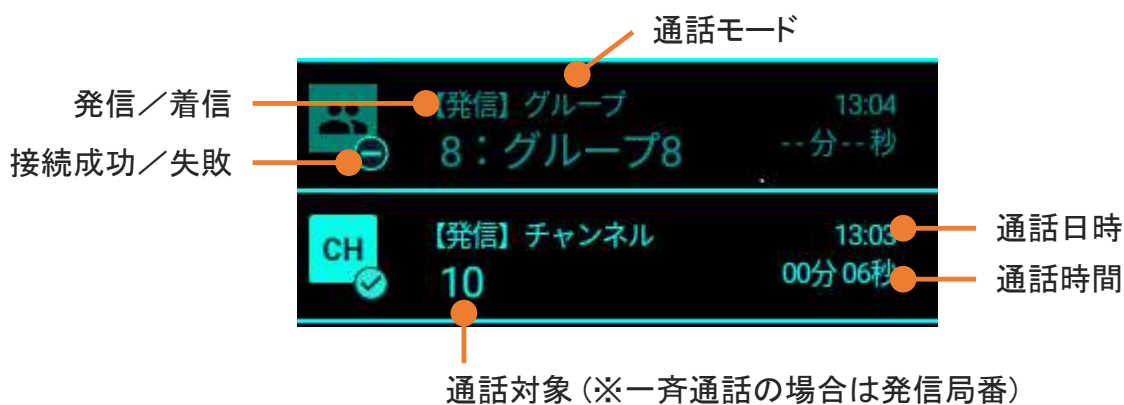 通話モード
発信／着信
接続成功／失敗
【発信】グループ
13:04
8：グループ8
--分--秒
CH
【発信】チャンネル
13:03
10
00分06秒
通話日時
通話時間
通話対象（※一斉通話の場合は発信局番）